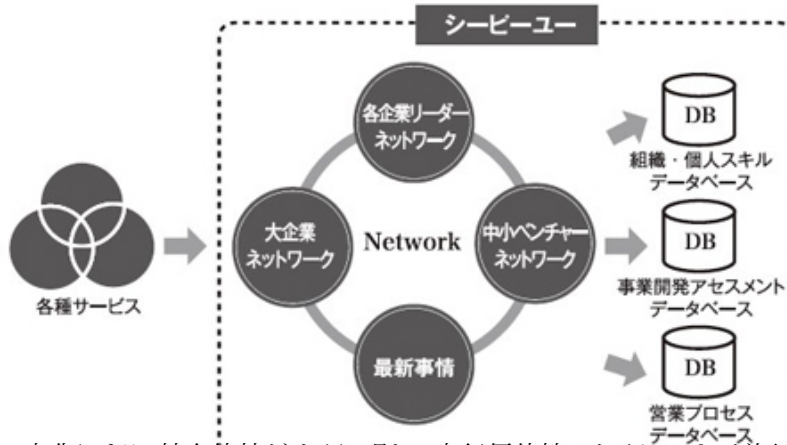 シーピーユー
各企業リーダー
ネットワーク
大企業
ネットワーク
Network
中小ベンチャー
ネットワーク
最新事情
各種サービス
DB
組織・個人スキル
データベース
DB
事業開発アセスメント
データベース
DB
営業プロセス
データベース